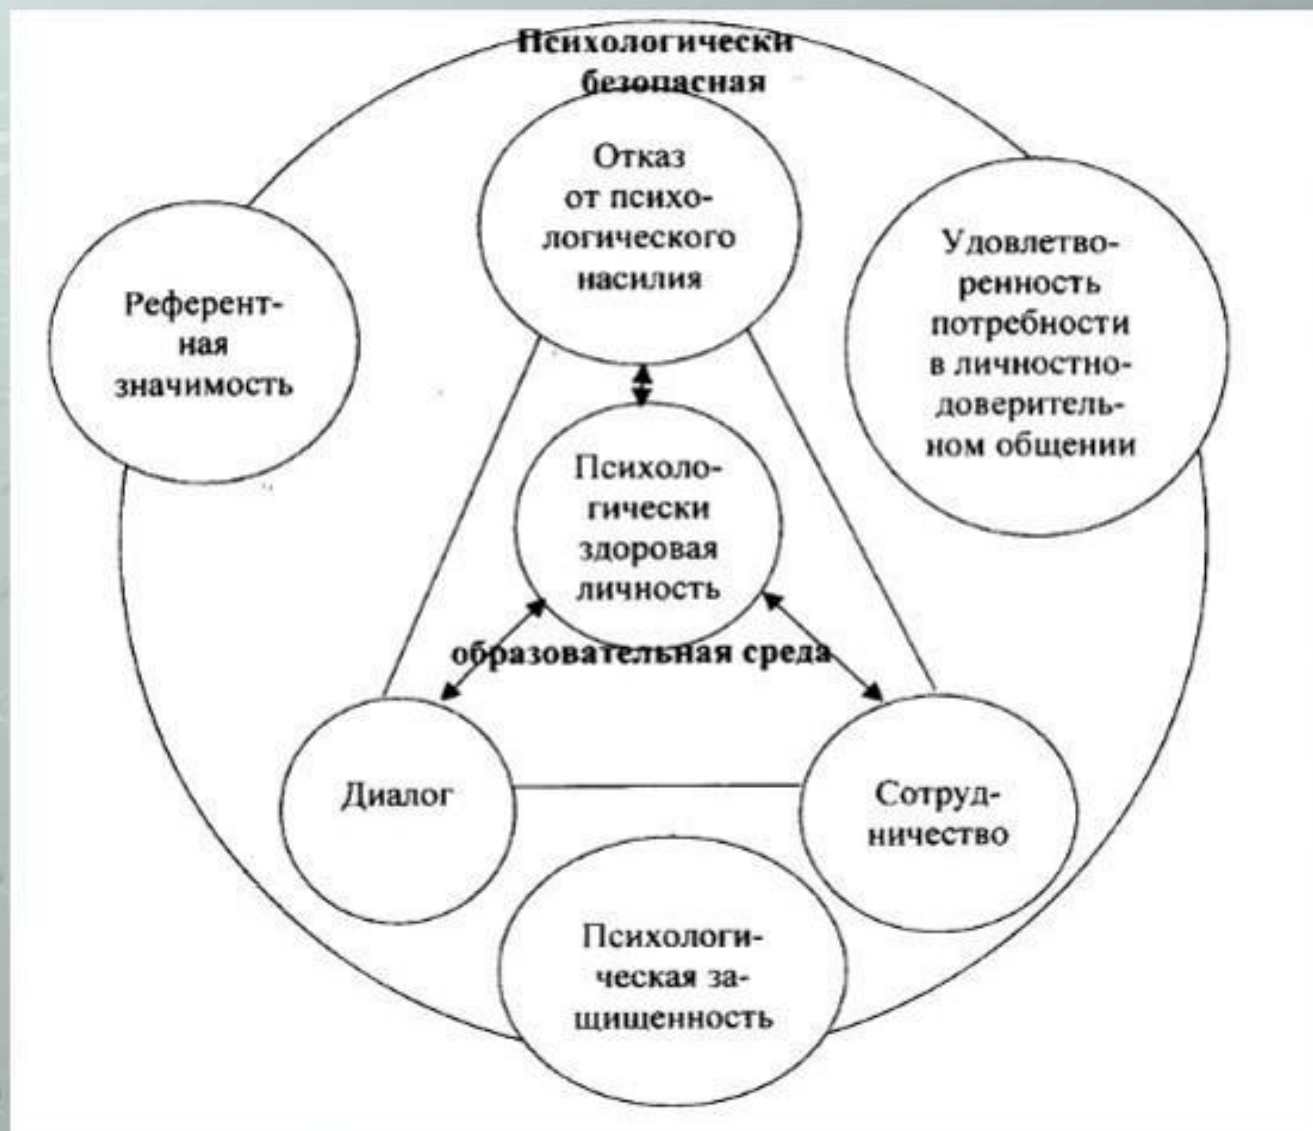 Психологически
безопасная
Отказ
от психо-
логического
насилия
Референт-
ная
значимость
Удовлетво-
ренность
потребности
в личностно-
доверитель-
ном общении
Психоло-
гически
здоровая
личность
образовательная среда
Диалог
Сотруд-
ничество
Психологи-
ческая за-
щищенность